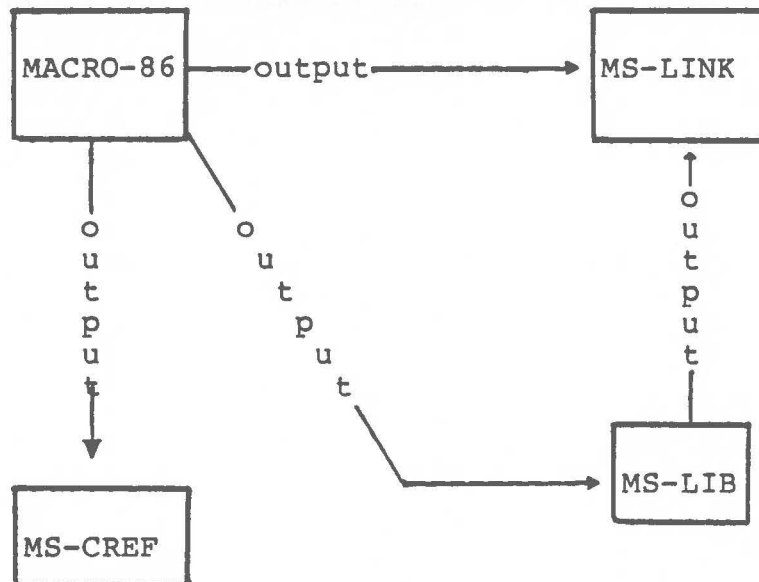 MACRO-86
output
MS-LINK
output
output
output
MS-LIB
MS-CREF